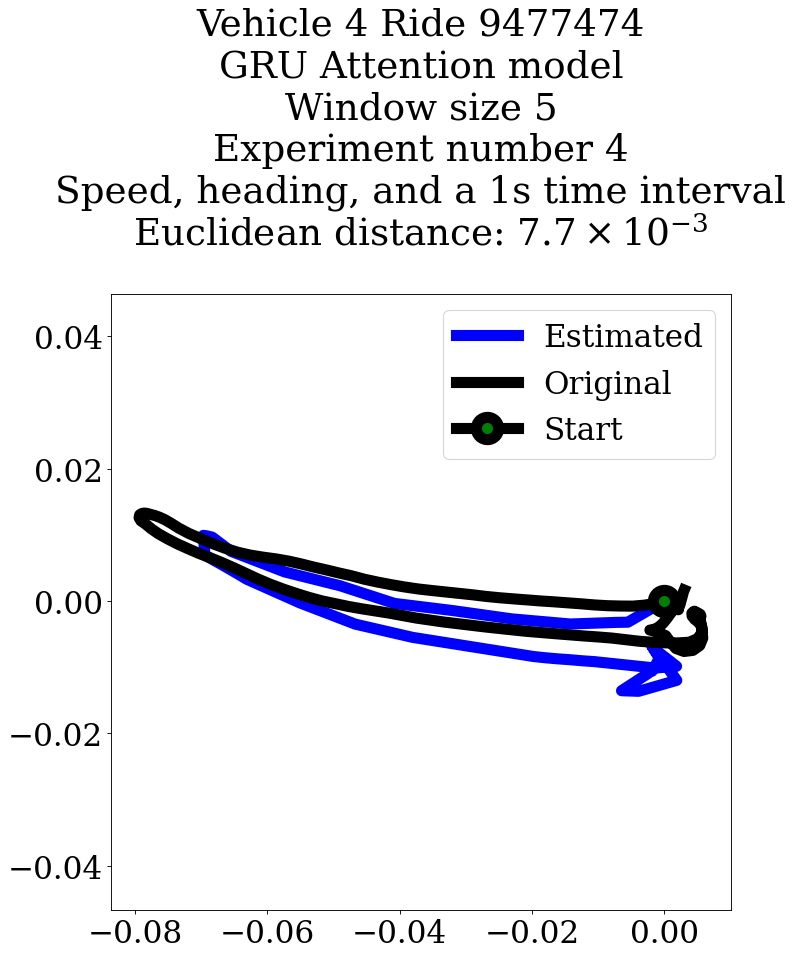 Vehicle 4 Ride 9477474
GRU Attention model
Window size 5
Experiment number 4
Speed, heading, and a 1s time interval
Euclidean distance: 7.7 × 10⁻³
Estimated
Original
Start
0.04
0.02
0.00
−0.02
−0.04
−0.08 −0.06 −0.04 −0.02 0.00